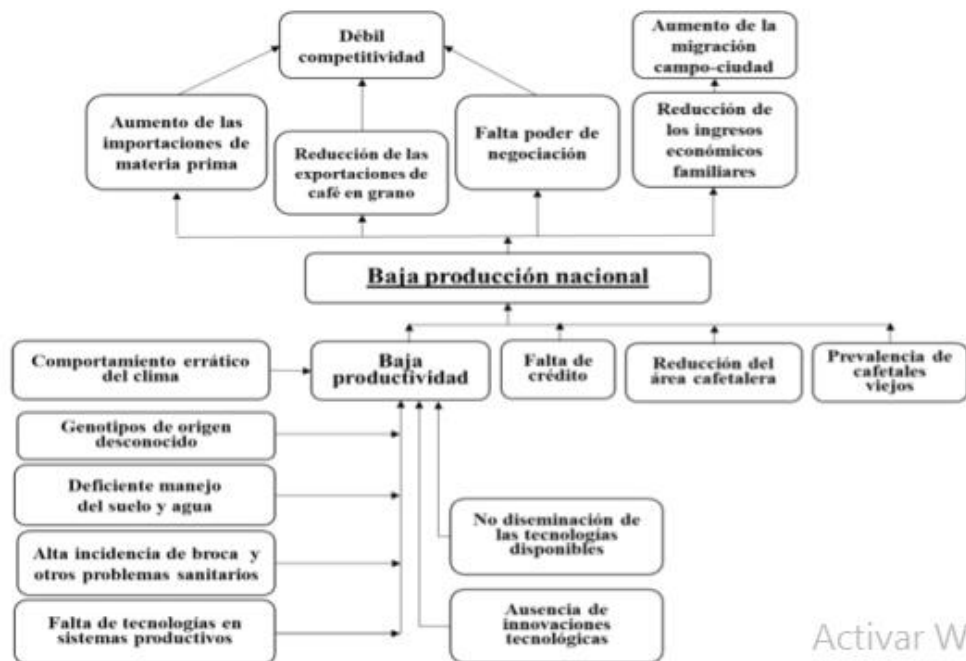 Débil
competitividad
Aumento de la
migración
campo-ciudad
Aumento de las
importaciones de
materia prima
Reducción de las
exportaciones de
café en grano
Falta poder de
negociación
Reducción de
los ingresos
económicos
familiares
Baja producción nacional
Comportamiento errático
del clima
Baja
productividad
Falta de
crédito
Reducción del
área cafetalera
Prevalencia de
cafetales
viejos
Genotipos de origen
desconocido
Deficiente manejo
del suelo y agua
Alta incidencia de broca y
otros problemas sanitarios
Falta de tecnologías en
sistemas productivos
No diseminación de
las tecnologías
disponibles
Ausencia de
innovaciones
tecnológicas
Activar W